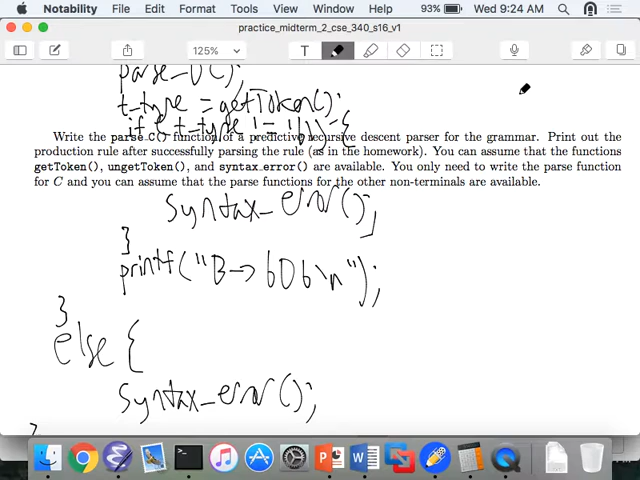 Notability File Edit View Tools Window Help 93% Wed 9:24 AM
practice_midterm_2_cse_340_s16_v1
125% T
parse_D();
t_type = getToken();
if ( t_type != 'b') {
Write the parse_C() function of a predictive recursive descent parser for the grammar. Print out the
production rule after successfully parsing the rule (as in the homework). You can assume that the functions
getToken(), ungetToken(), and syntax_error() are available. You only need to write the parse function
for C and you can assume that the parse functions for the other non-terminals are available.
syntax_error();
}
printf("B->bDb\n");
}
else {
syntax_error();
}